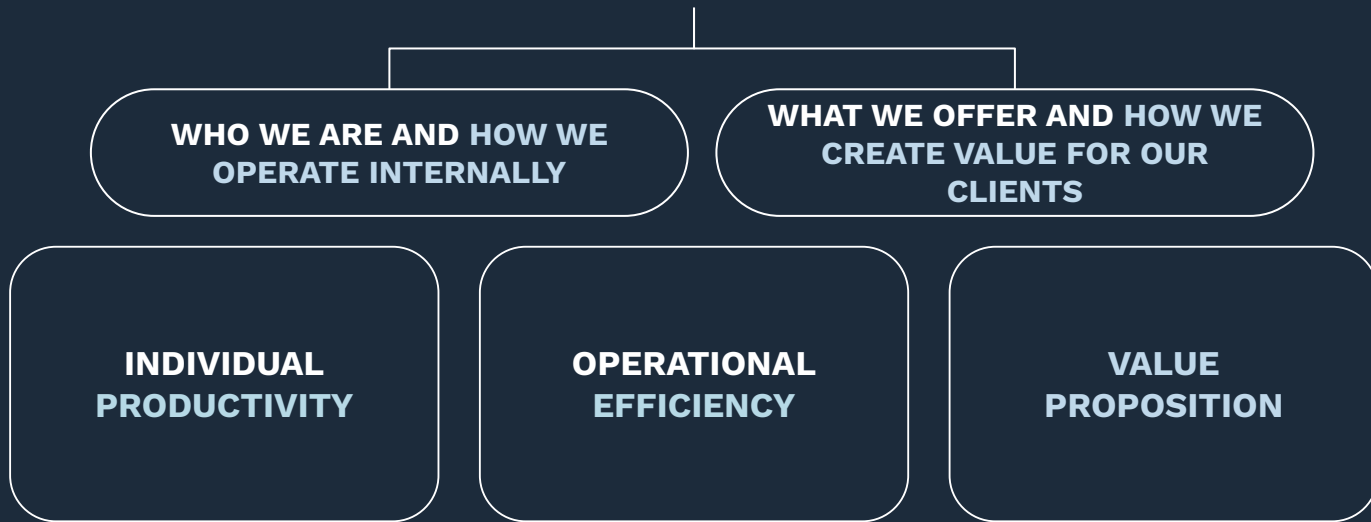 WHO WE ARE AND HOW WE
OPERATE INTERNALLY
WHAT WE OFFER AND HOW WE
CREATE VALUE FOR OUR
CLIENTS
INDIVIDUAL
PRODUCTIVITY
OPERATIONAL
EFFICIENCY
VALUE
PROPOSITION